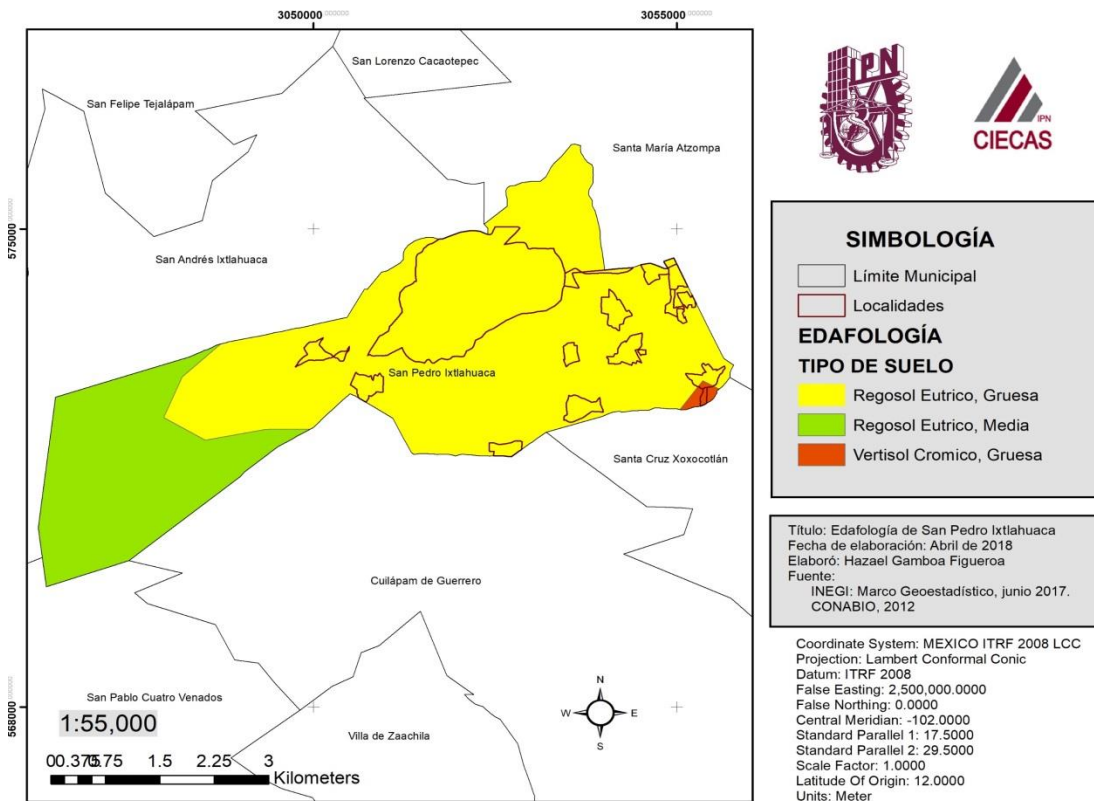 3050000.000000
3055000.000000
575000.000000
568000.000000
San Lorenzo Cacaotepec
San Felipe Tejalápam
Santa María Atzompa
San Andrés Ixtlahuaca
San Pedro Ixtlahuaca
Santa Cruz Xoxocotlán
Cuilápam de Guerrero
San Pablo Cuatro Venados
Villa de Zaachila
1:55,000
0 0.375 0.75 1.5 2.25 3
Kilometers
N
W E
S
IPN
IPN
CIECAS
SIMBOLOGÍA
Límite Municipal
Localidades
EDAFOLOGÍA
TIPO DE SUELO
Regosol Eutrico, Gruesa
Regosol Eutrico, Media
Vertisol Cromico, Gruesa
Título: Edafología de San Pedro Ixtlahuaca
Fecha de elaboración: Abril de 2018
Elaboró: Hazael Gamboa Figueroa
Fuente:
INEGI: Marco Geoestadístico, junio 2017.
CONABIO, 2012
Coordinate System: MEXICO ITRF 2008 LCC
Projection: Lambert Conformal Conic
Datum: ITRF 2008
False Easting: 2,500,000.0000
False Northing: 0.0000
Central Meridian: -102.0000
Standard Parallel 1: 17.5000
Standard Parallel 2: 29.5000
Scale Factor: 1.0000
Latitude Of Origin: 12.0000
Units: Meter